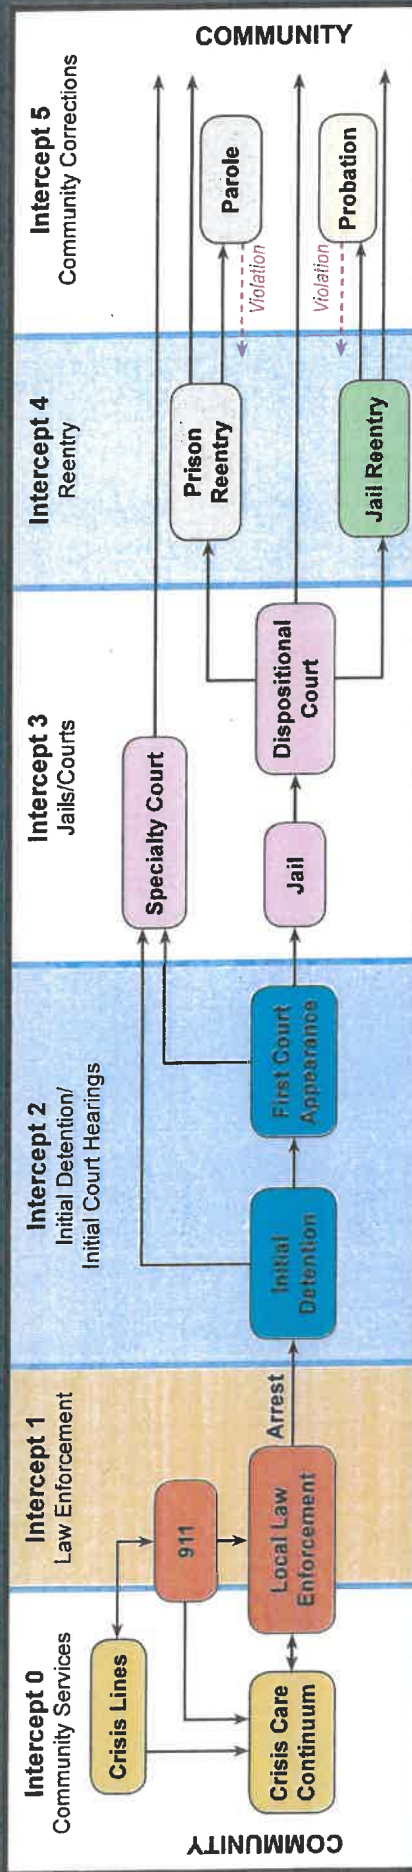 COMMUNITY
Intercept 0
Community Services
Crisis Lines
Crisis Care
Continuum
Intercept 1
Law Enforcement
911
Local Law
Enforcement
Arrest
Intercept 2
Initial Detention/
Initial Court Hearings
Initial
Detention
First Court
Appearance
Intercept 3
Jails/Courts
Specialty Court
Jail
Dispositional
Court
Intercept 4
Reentry
Prison
Reentry
Jail Reentry
Intercept 5
Community Corrections
Parole
Violation
Probation
Violation
COMMUNITY